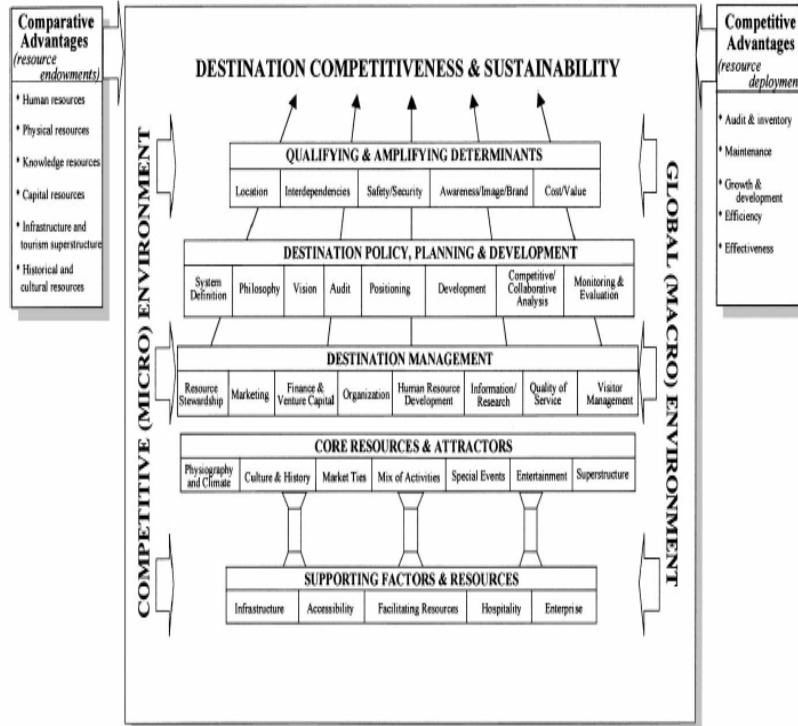 Comparative
Advantages
(resource
endowments)
• Human resources
• Physical resources
• Knowledge resources
• Capital resources
• Infrastructure and
tourism superstructure
• Historical and
cultural resources
COMPETITIVE (MICRO) ENVIRONMENT
DESTINATION COMPETITIVENESS & SUSTAINABILITY
QUALIFYING & AMPLIFYING DETERMINANTS
Location Interdependencies Safety/Security Awareness/Image/Brand Cost/Value
DESTINATION POLICY, PLANNING & DEVELOPMENT
System
Definition
Philosophy
Vision
Audit
Positioning
Development
Competitive/
Collaborative
Analysis
Monitoring &
Evaluation
DESTINATION MANAGEMENT
Resource
Stewardship
Marketing
Finance &
Venture Capital
Organization
Human Resource
Development
Information/
Research
Quality of
Service
Visitor
Management
CORE RESOURCES & ATTRACTORS
Physiography
and Climate
Culture & History
Market Ties
Mix of Activities
Special Events
Entertainment
Superstructure
SUPPORTING FACTORS & RESOURCES
Infrastructure Accessibility Facilitating Resources Hospitality Enterprise
GLOBAL (MACRO) ENVIRONMENT
Competitive
Advantages
(resource
deploymen
• Audit & inventory
• Maintenance
• Growth &
development
• Efficiency
• Effectiveness